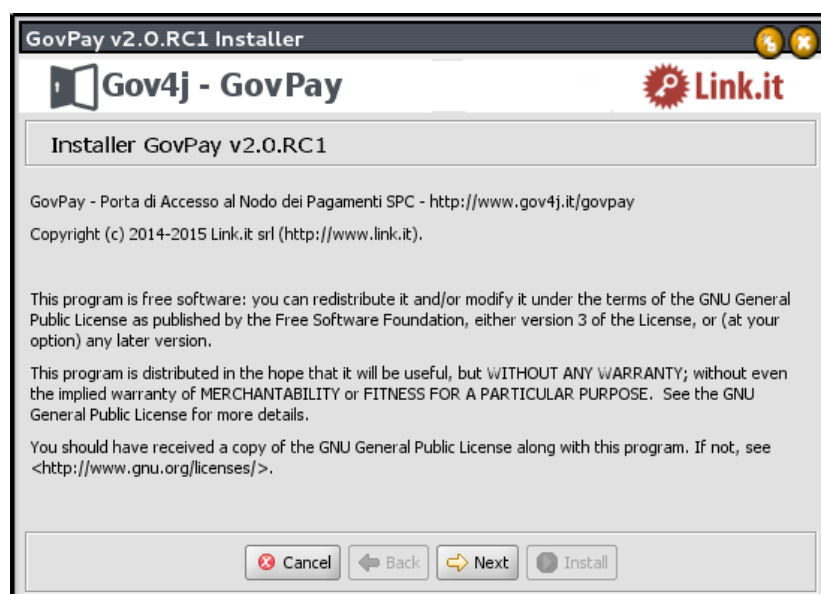 GovPay v2.0.RC1 Installer
Gov4j - GovPay
Link.it
Installer GovPay v2.0.RC1
GovPay - Porta di Accesso al Nodo dei Pagamenti SPC - http://www.gov4j.it/govpay
Copyright (c) 2014-2015 Link.it srl (http://www.link.it).
This program is free software: you can redistribute it and/or modify it under the terms of the GNU General
Public License as published by the Free Software Foundation, either version 3 of the License, or (at your
option) any later version.
This program is distributed in the hope that it will be useful, but WITHOUT ANY WARRANTY; without even
the implied warranty of MERCHANTABILITY or FITNESS FOR A PARTICULAR PURPOSE.  See the GNU
General Public License for more details.
You should have received a copy of the GNU General Public License along with this program. If not, see
<http://www.gnu.org/licenses/>.
Cancel Back Next Install